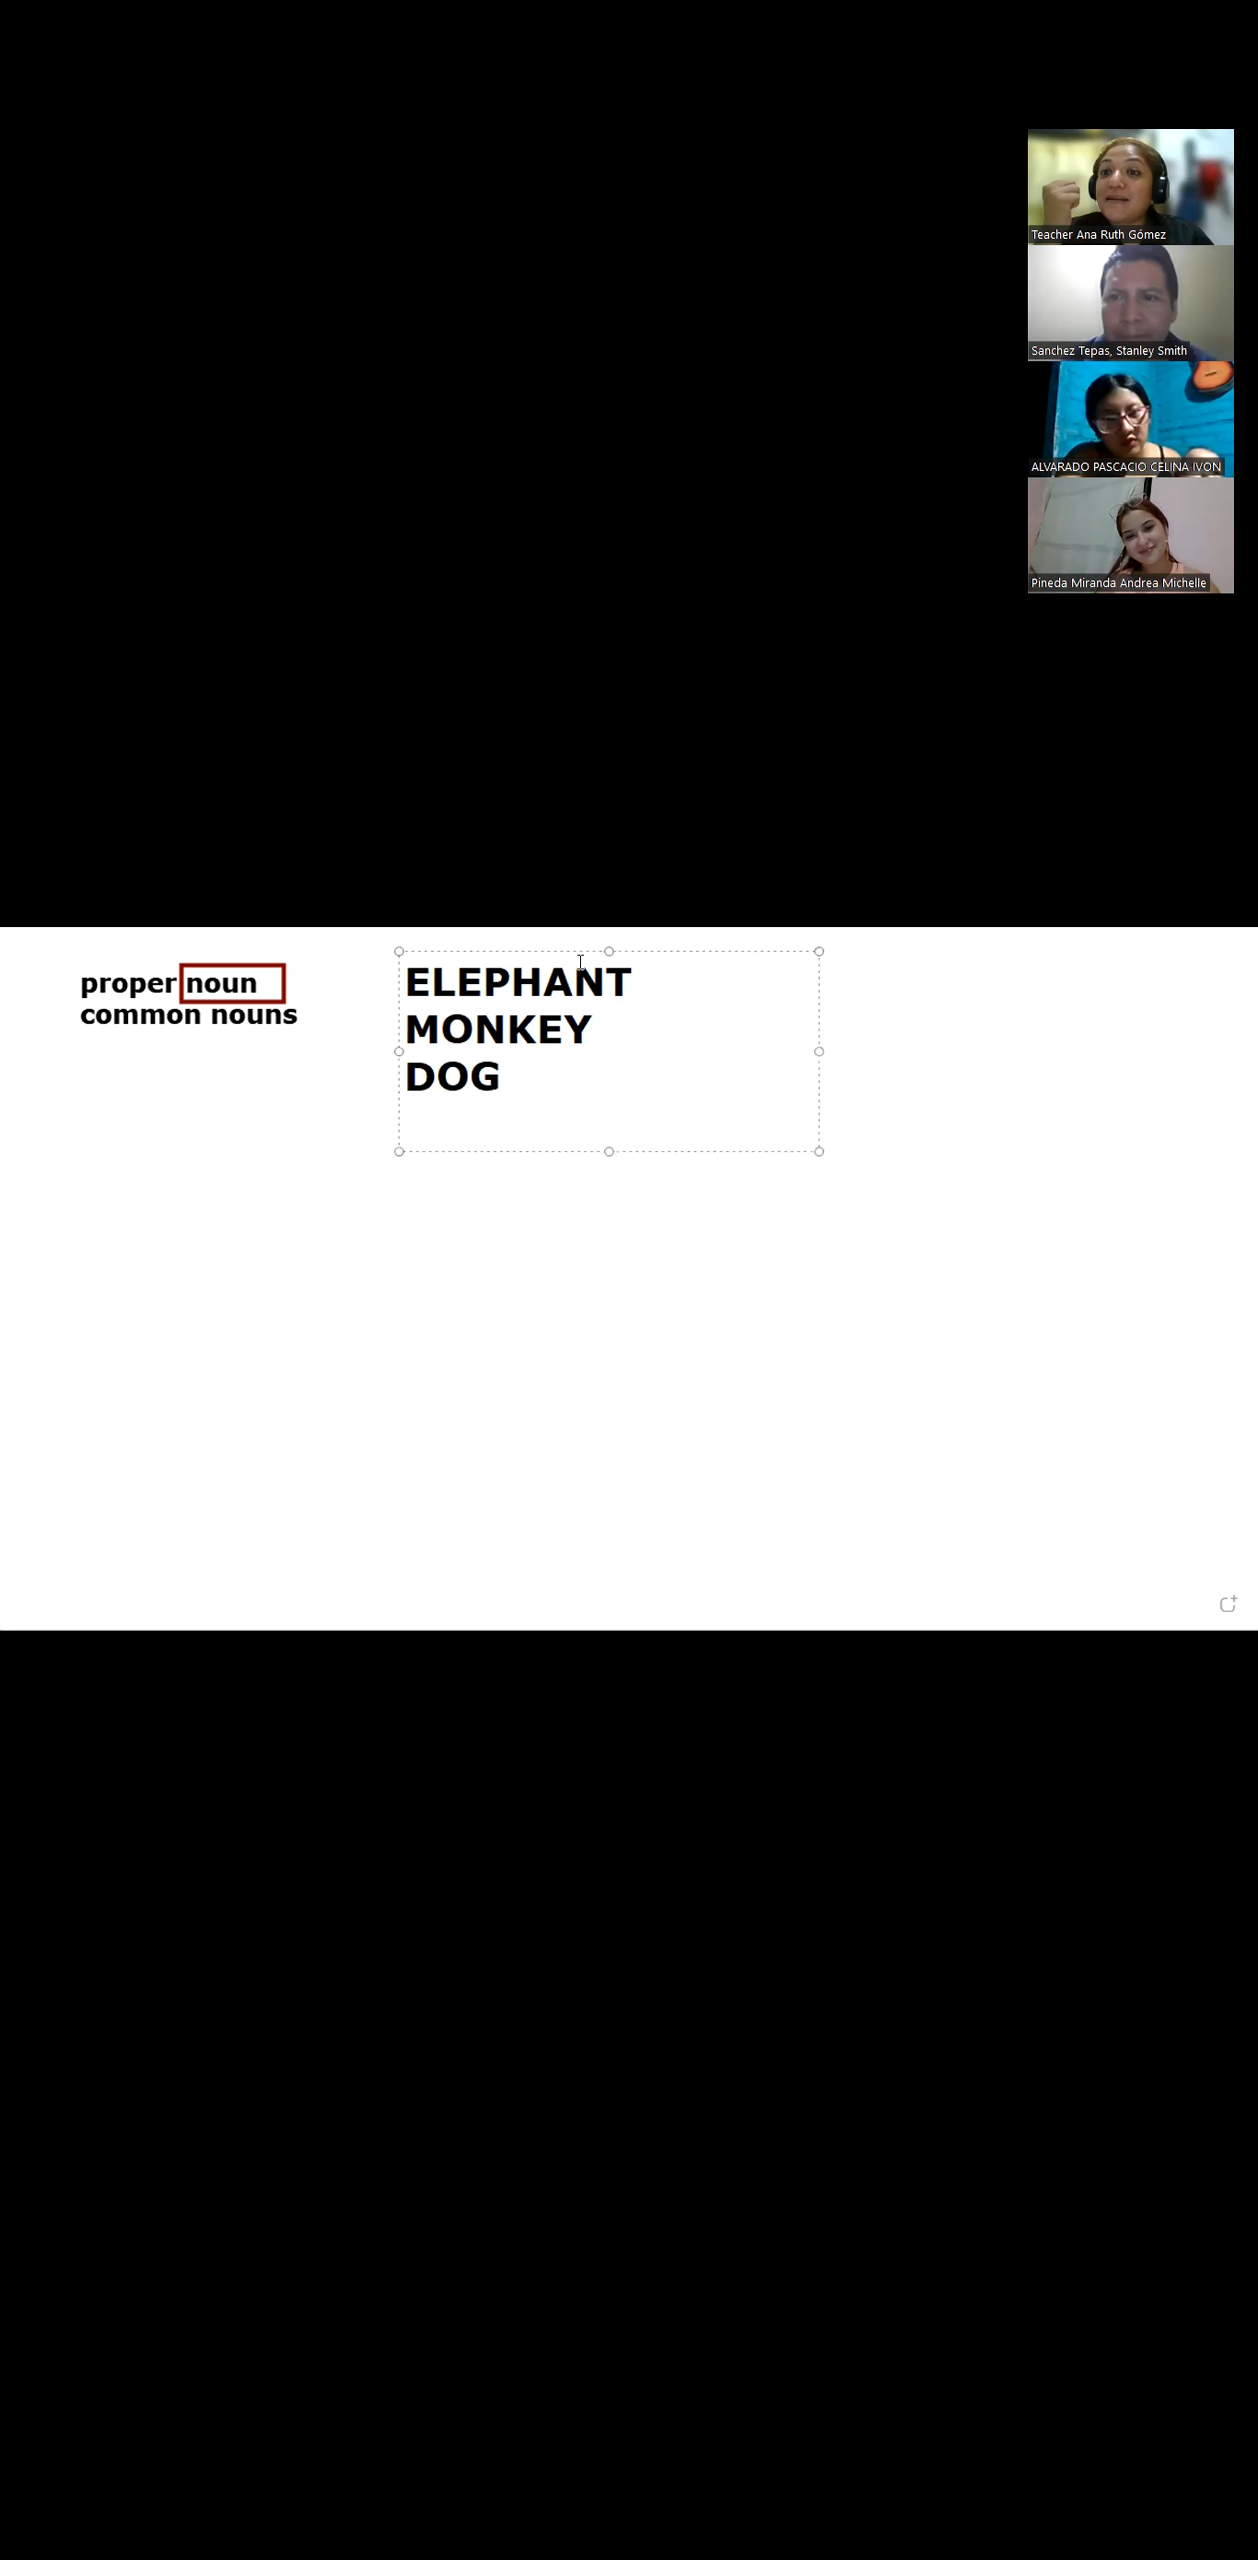 Teacher Ana Ruth Gómez
Sanchez Tepas, Stanley Smith
ALVARADO PASCACIO CELINA IVON
Pineda Miranda Andrea Michelle
proper noun
common nouns
ELEPHANT
MONKEY
DOG